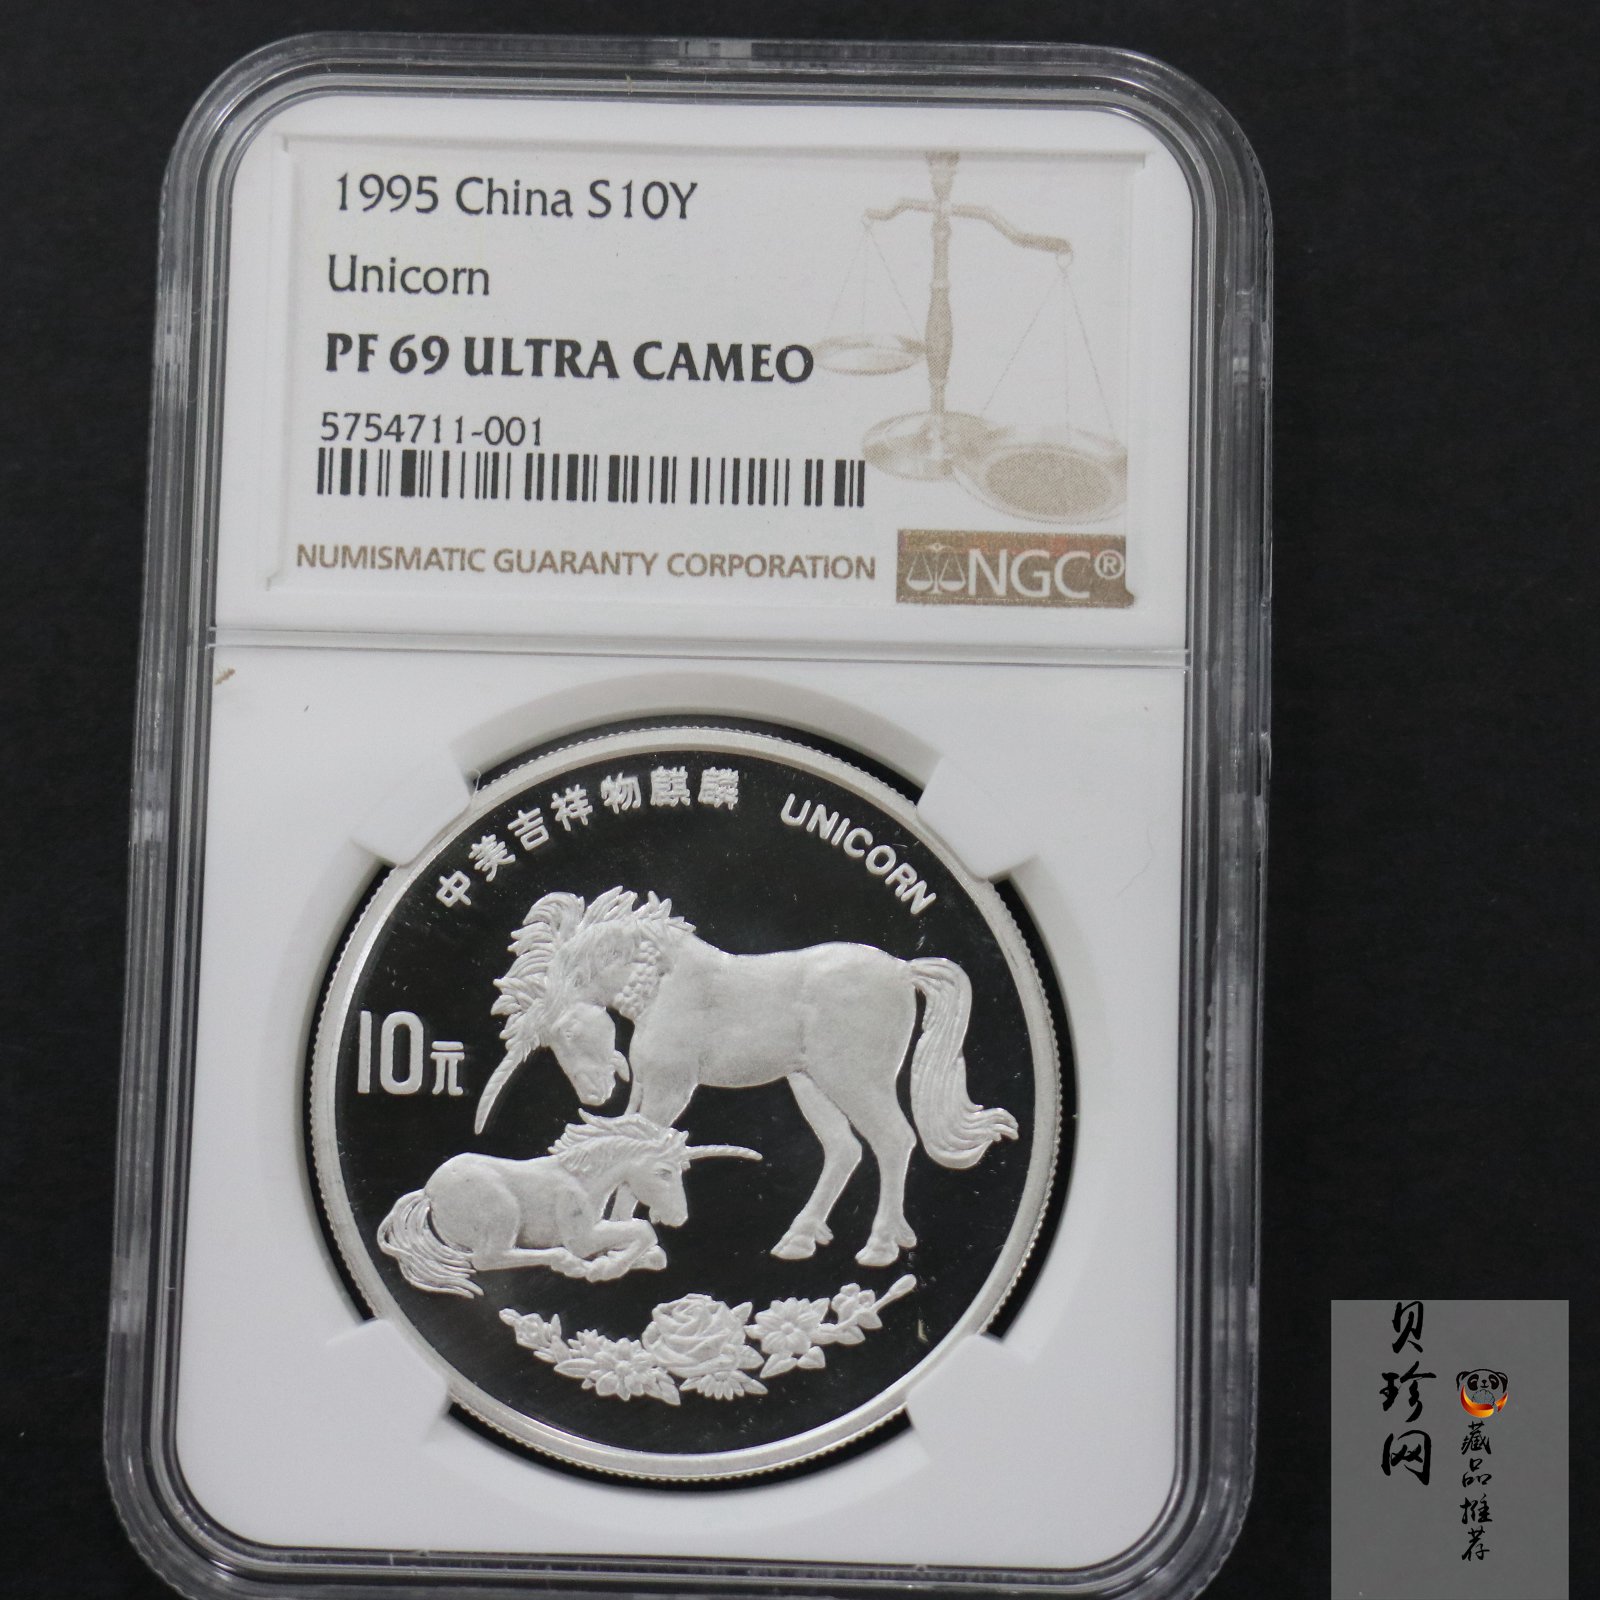 1995 China S10Y
Unicorn
PF 69 ULTRA CAMEO
5754711-001
NUMISMATIC GUARANTY CORPORATION
NGC®
中美吉祥物麒麟 UNICORN
10元
贝珍网
藏品推荐